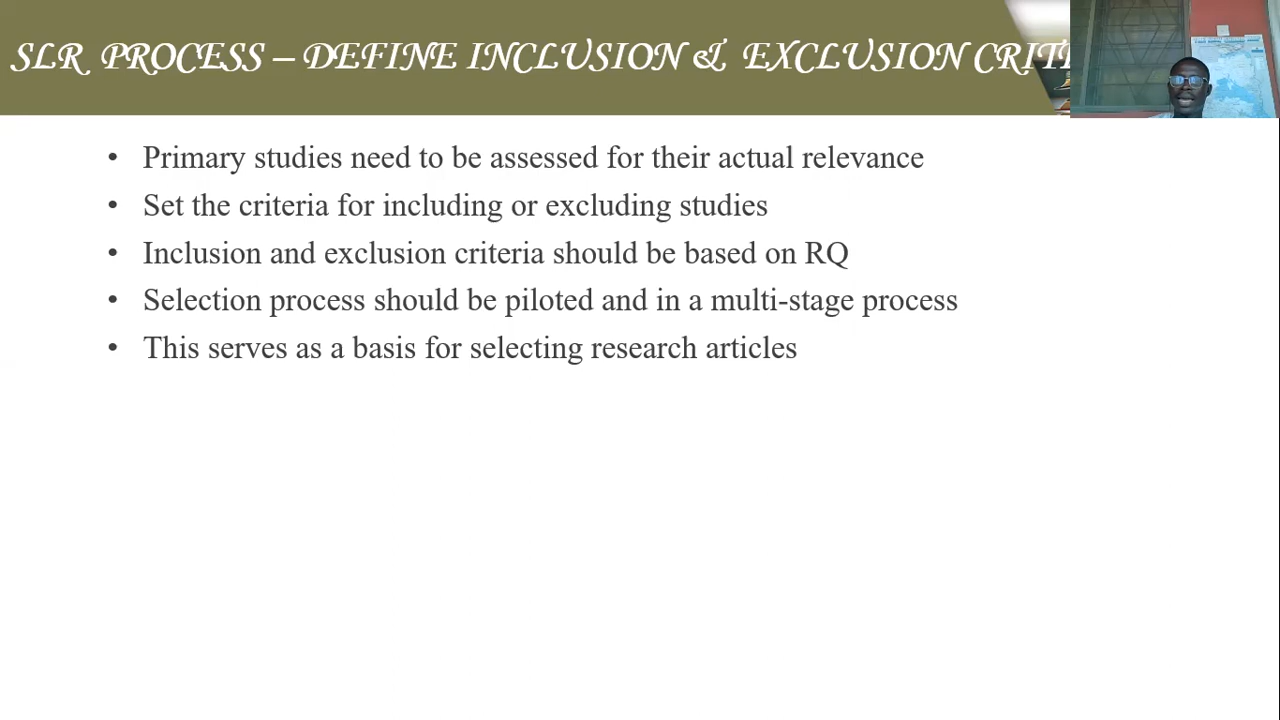 SLR PROCESS – DEFINE INCLUSION & EXCLUSION
• Primary studies need to be assessed for their actual relevance
• Set the criteria for including or excluding studies
• Inclusion and exclusion criteria should be based on RQ
• Selection process should be piloted and in a multi-stage process
• This serves as a basis for selecting research articles